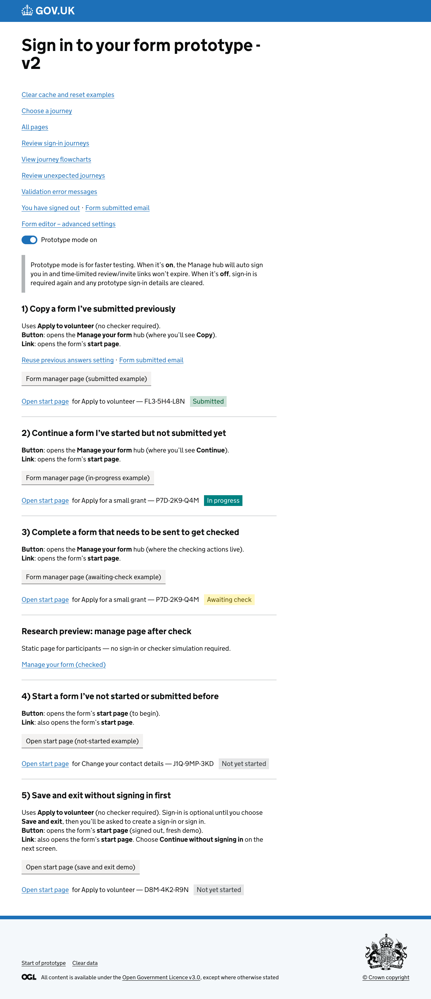 GOV.UK
Sign in to your form prototype -
v2
Clear cache and reset examples
Choose a journey
All pages
Review sign-in journeys
View journey flowcharts
Review unexpected journeys
Validation error messages
You have signed out · Form submitted email
Form editor – advanced settings
Prototype mode on
Prototype mode is for faster testing. When it’s on, the Manage hub will auto sign
you in and time-limited review/invite links won’t expire. When it’s off, sign-in is
required again and any prototype sign-in details are cleared.
1) Copy a form I’ve submitted previously
Uses Apply to volunteer (no checker required).
Button: opens the Manage your form hub (where you’ll see Copy).
Link: opens the form’s start page.
Reuse previous answers setting · Form submitted email
Form manager page (submitted example)
Open start page for Apply to volunteer — FL3-5H4-L8N Submitted
2) Continue a form I’ve started but not submitted yet
Button: opens the Manage your form hub (where you’ll see Continue).
Link: opens the form’s start page.
Form manager page (in-progress example)
Open start page for Apply for a small grant — P7D-2K9-Q4M In progress
3) Complete a form that needs to be sent to get checked
Button: opens the Manage your form hub (where the checking actions live).
Link: opens the form’s start page.
Form manager page (awaiting-check example)
Open start page for Apply for a small grant — P7D-2K9-Q4M Awaiting check
Research preview: manage page after check
Static page for participants — no sign-in or checker simulation required.
Manage your form (checked)
4) Start a form I’ve not started or submitted before
Button: opens the form’s start page (to begin).
Link: also opens the form’s start page.
Open start page (not-started example)
Open start page for Change your contact details — J1Q-9MP-3KD Not yet started
5) Save and exit without signing in first
Uses Apply to volunteer (no checker required). Sign-in is optional until you choose
Save and exit, then you’ll be asked to create a sign-in or sign in.
Button: opens the form’s start page (signed out, fresh demo).
Link: also opens the form’s start page. Choose Continue without signing in on the
next screen.
Open start page (save and exit demo)
Open start page for Apply to volunteer — D8M-4K2-R9N Not yet started
Start of prototype Clear data
OGL All content is available under the Open Government Licence v3.0, except where otherwise stated
© Crown copyright